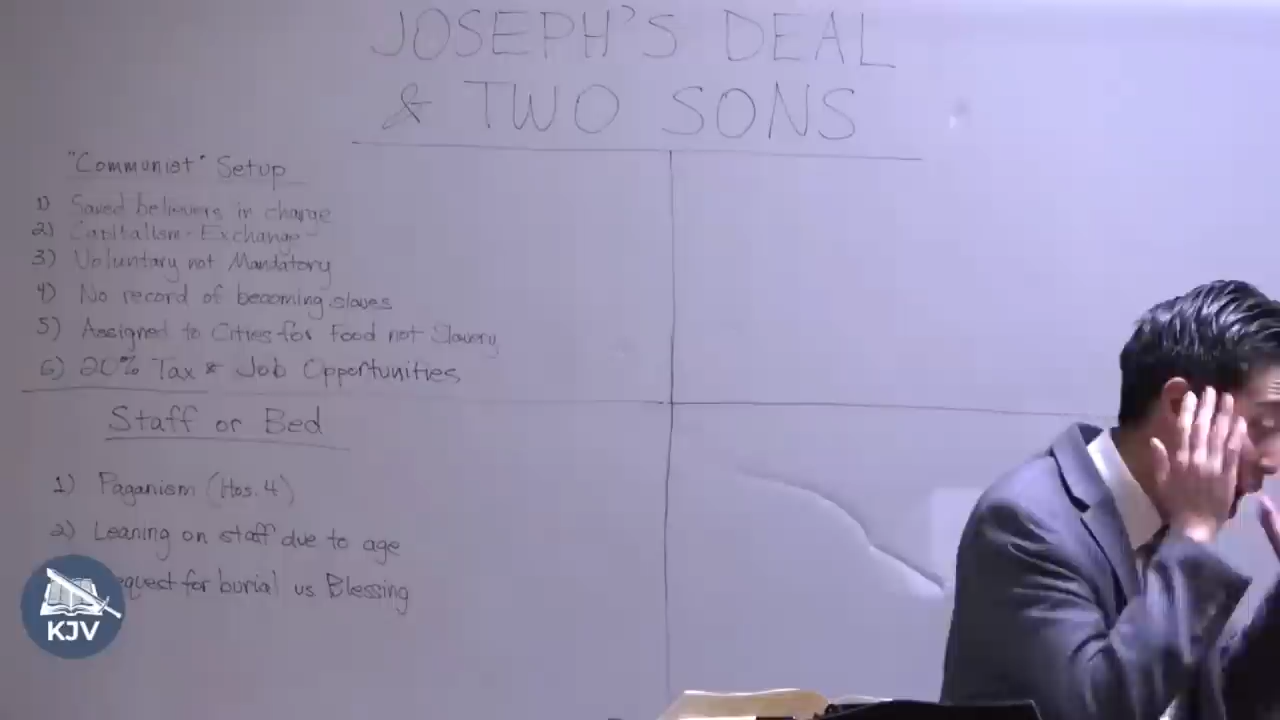 JOSEPH'S DEAL
& TWO SONS
"Communist" Setup
1) Saved believers in charge
2) Capitalism-Exchange
3) Voluntary not Mandatory
4) No record of becoming slaves
5) Assigned to Cities for Food not Slavery
6) 20% Tax & Job Opportunities
Staff or Bed
1) Paganism (Hos. 4)
2) Leaning on staff due to age
equest for burial vs Blessing
KJV